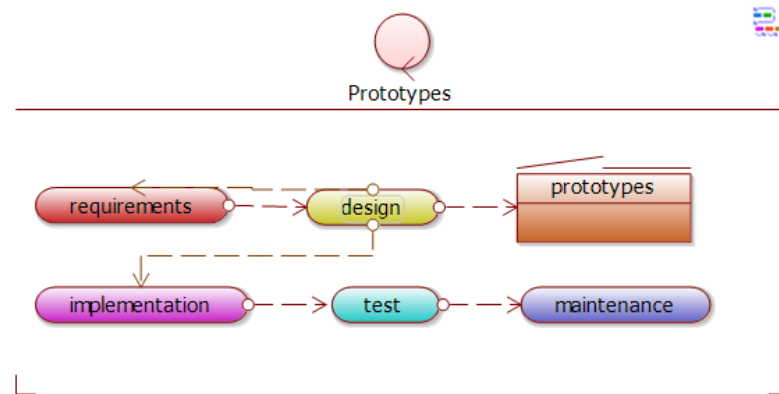 Prototypes
requirements
design
prototypes
implementation
test
maintenance